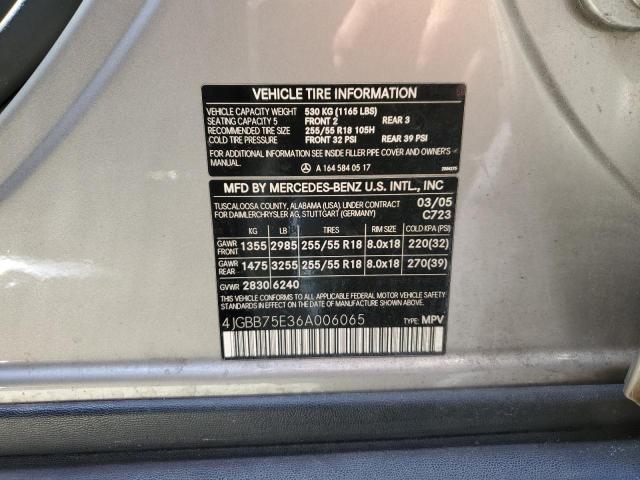 VEHICLE TIRE INFORMATION
VEHICLE CAPACITY WEIGHT 530 KG (1165 LBS)
SEATING CAPACITY 5 FRONT 2 REAR 3
RECOMMENDED TIRE SIZE 255/55 R18 105H
COLD TIRE PRESSURE FRONT 32 PSI REAR 39 PSI
FOR ADDITIONAL INFORMATION SEE INSIDE FILLER PIPE COVER AND OWNER'S
MANUAL.
A 164 584 05 17
MFD BY MERCEDES-BENZ U.S. INTL., INC
TUSCALOOSA COUNTY, ALABAMA (USA), UNDER CONTRACT 03/05
FOR DAIMLERCHRYSLER AG, STUTTGART (GERMANY) C723
KG LB TIRES RIM SIZE COLD KPA (PSI)
GAWR FRONT 1355 2985 255/55 R18 8.0x18 220(32)
GAWR REAR 1475 3255 255/55 R18 8.0x18 270(39)
GVWR 2830 6240
THIS VEHICLE CONFORMS TO ALL APPLICABLE FEDERAL MOTOR VEHICLE SAFETY
STANDARDS IN EFFECT ON THE DATE OF MANUFACTURE SHOWN ABOVE.
4JGBB75E36A006065 TYPE: MPV